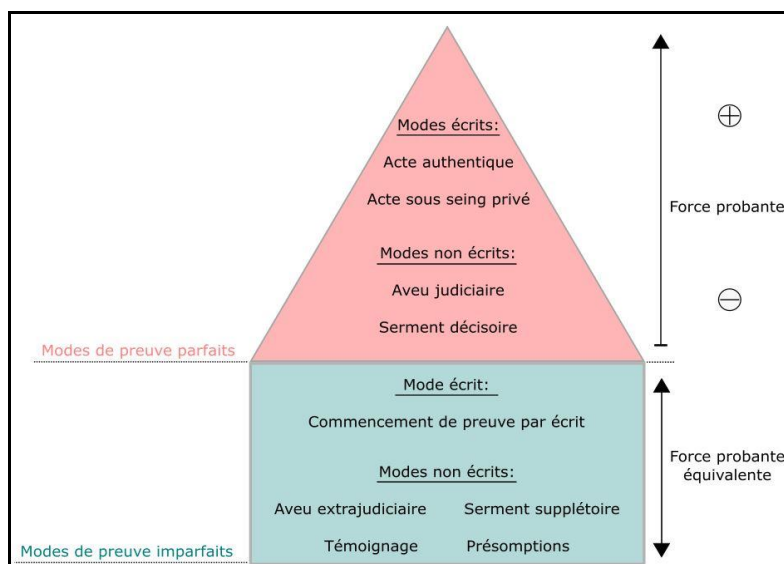 Modes écrits:
Acte authentique
Acte sous seing privé
Modes non écrits:
Aveu judiciaire
Serment décisoire
Force probante
Modes de preuve parfaits
Mode écrit:
Commencement de preuve par écrit
Modes non écrits:
Aveu extrajudiciaire Serment supplétoire
Témoignage Présomptions
Force probante
équivalente
Modes de preuve imparfaits